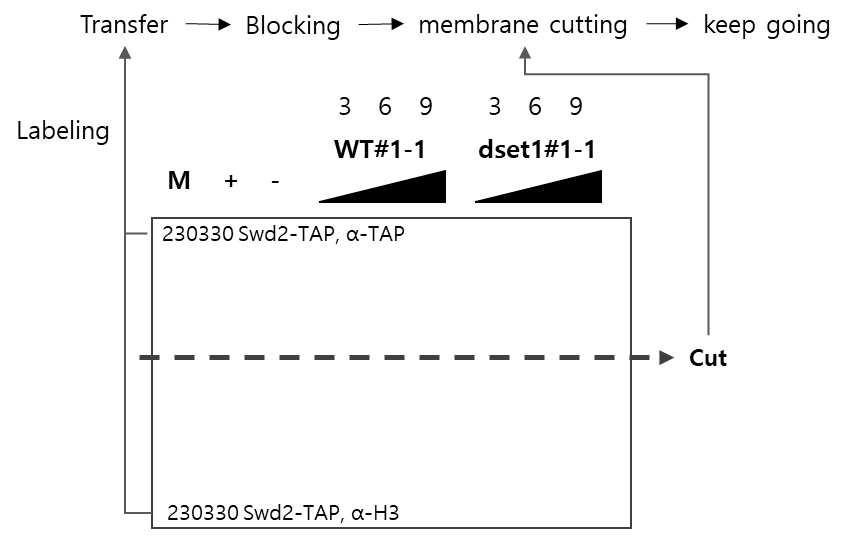 Transfer → Blocking → membrane cutting → keep going
Labeling
3 6 9 3 6 9
WT#1-1 dset1#1-1
M + -
230330 Swd2-TAP, α-TAP
Cut
230330 Swd2-TAP, α-H3